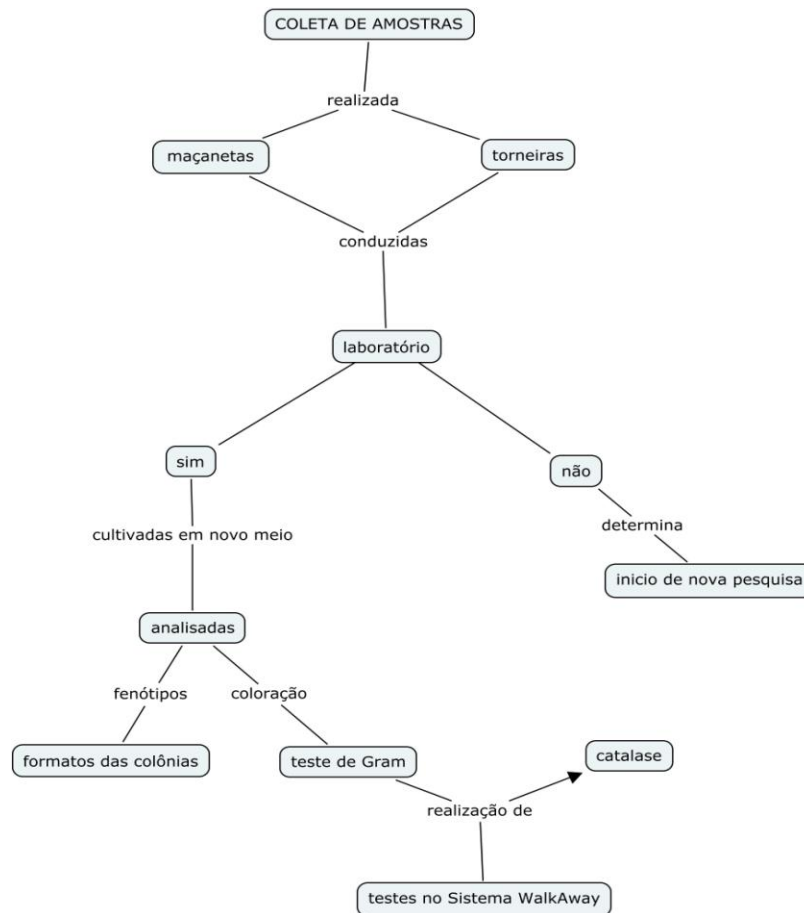 COLETA DE AMOSTRAS
realizada
maçanetas
torneiras
conduzidas
laboratório
sim
não
determina
cultivadas em novo meio
inicio de nova pesquisa
analisadas
fenótipos
coloração
formatos das colônias
teste de Gram
catalase
realização de
testes no Sistema WalkAway